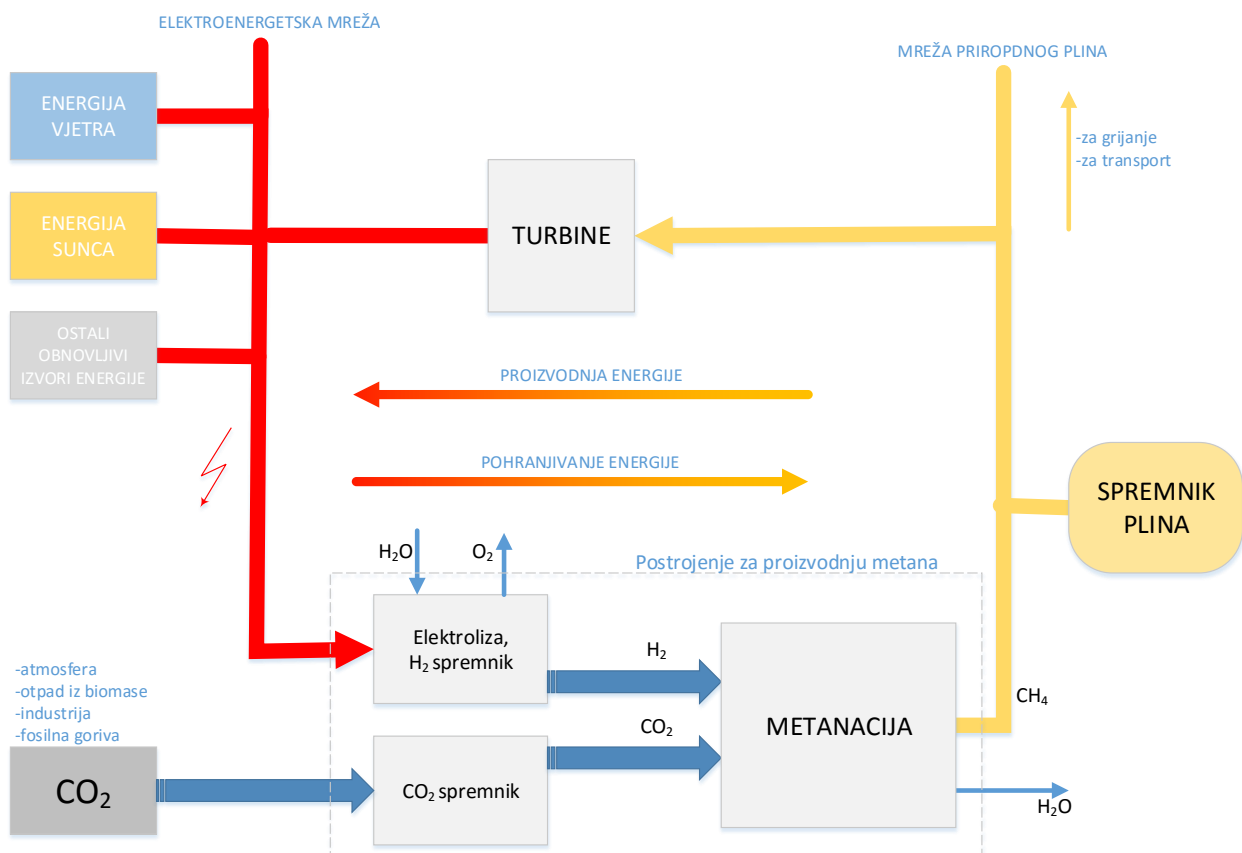 ELEKTROENERGETSKA MREŽA
MREŽA PRIROPDNOG PLINA
ENERGIJA
VJETRA
-za grijanje
-za transport
ENERGIJA
SUNCA
TURBINE
OSTALI
OBNOVLJIVI
IZVORI ENERGIJE
PROIZVODNJA ENERGIJE
POHRANJIVANJE ENERGIJE
SPREMNIK
PLINA
H₂O
O₂
Postrojenje za proizvodnju metana
Elektroliza,
H₂ spremnik
H₂
-atmosfera
-otpad iz biomase
-industrija
-fosilna goriva
CO₂
METANACIJA
CH₄
CO₂
CO₂ spremnik
H₂O